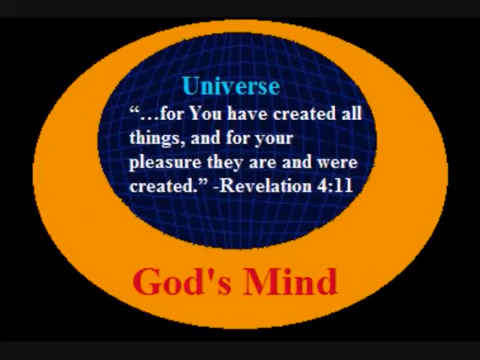 Universe
“…for You have created all
things, and for your
pleasure they are and were
created.” -Revelation 4:11
God's Mind